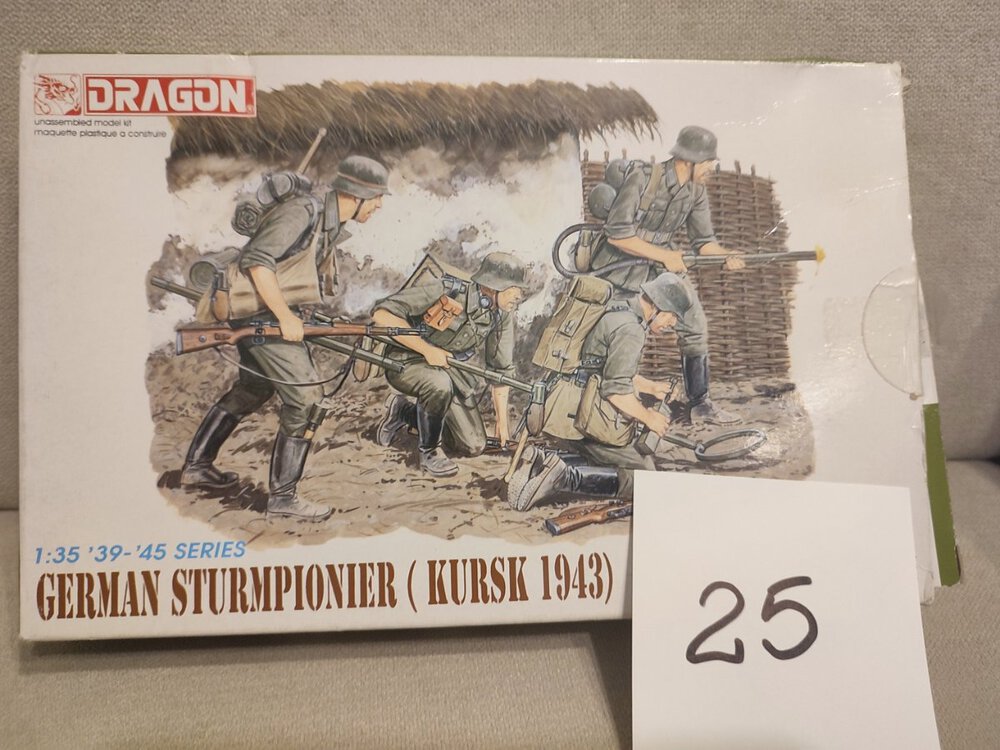 DRAGON
unassembled model kit
maquette plastique a construire
1:35 '39-'45 SERIES
GERMAN STURMPIONIER ( KURSK 1943)
25